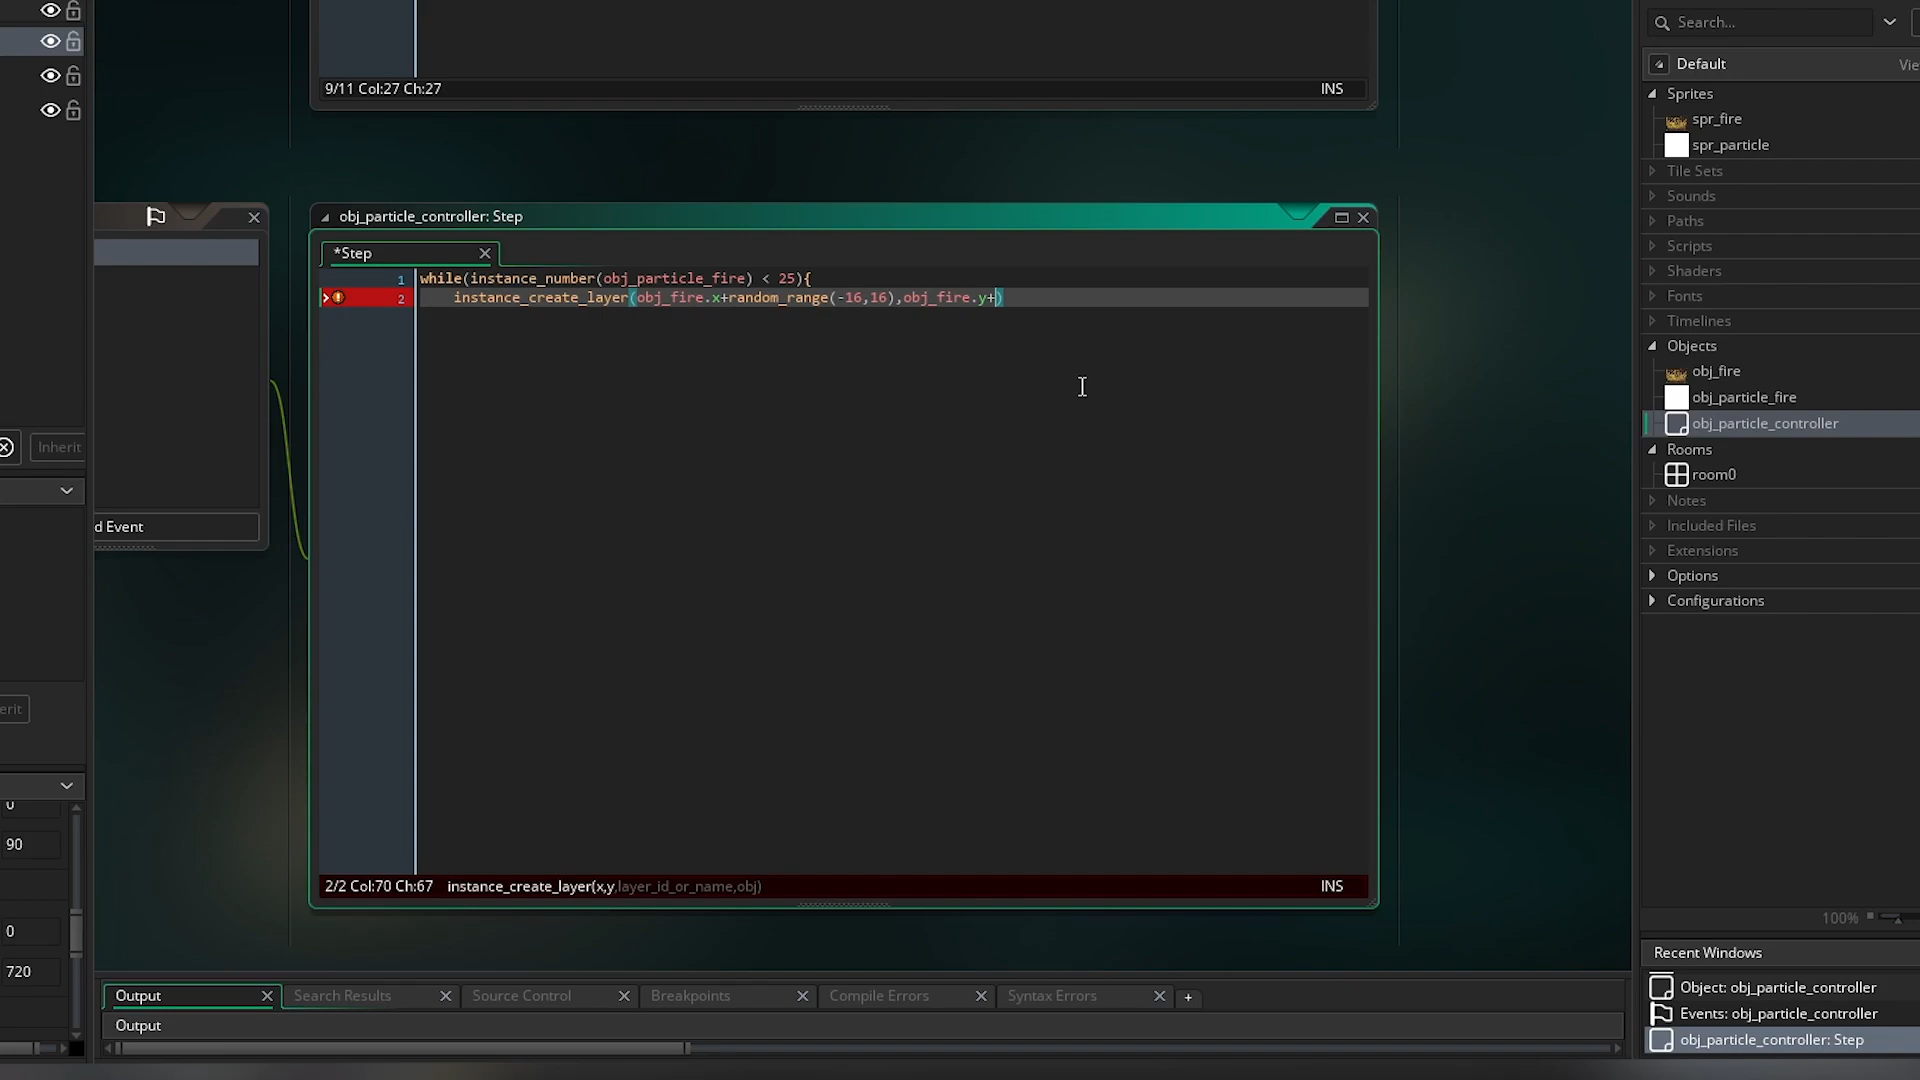 9/11 Col:27 Ch:27
INS
obj_particle_controller: Step
*Step
1
while(instance_number(obj_particle_fire) < 25){
2
instance_create_layer(obj_fire.x+random_range(-16,16),obj_fire.y+)
2/2 Col:70 Ch:67
instance_create_layer(x,y,layer_id_or_name,obj)
INS
Inherit
d Event
erit
0
90
0
720
Output
Search Results
Source Control
Breakpoints
Compile Errors
Syntax Errors
+
Output
Search...
Default
Vie
Sprites
spr_fire
spr_particle
Tile Sets
Sounds
Paths
Scripts
Shaders
Fonts
Timelines
Objects
obj_fire
obj_particle_fire
obj_particle_controller
Rooms
room0
Notes
Included Files
Extensions
Options
Configurations
100%
Recent Windows
Object: obj_particle_controller
Events: obj_particle_controller
obj_particle_controller: Step